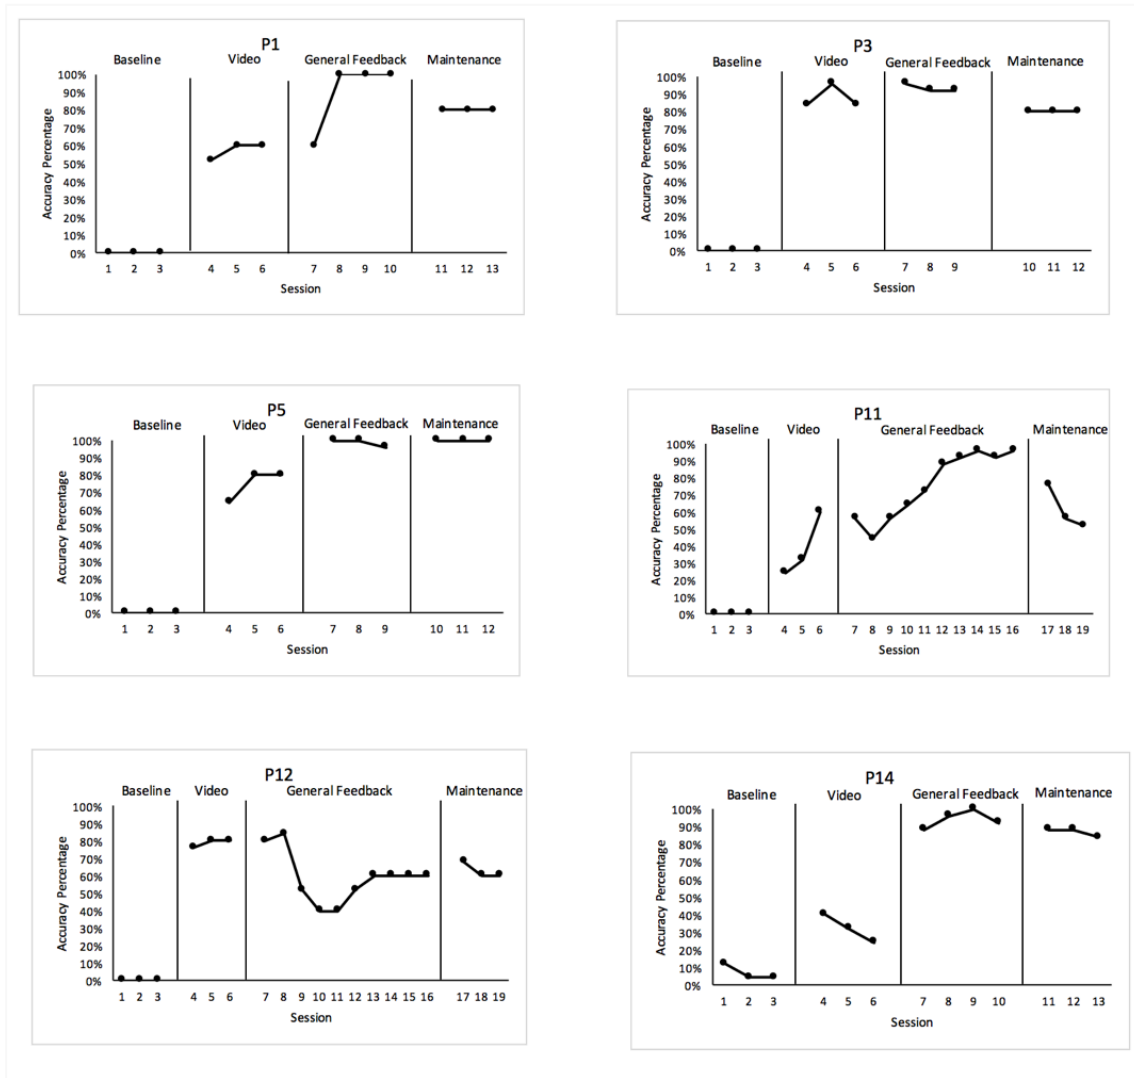 P1
Baseline Video General Feedback Maintenance
100%
90%
80%
70%
60%
50%
40%
30%
20%
10%
0%
Accuracy Percentage
1 2 3 4 5 6 7 8 9 10 11 12 13
Session
P3
Baseline Video General Feedback Maintenance
100%
90%
80%
70%
60%
50%
40%
30%
20%
10%
0%
Accuracy Percentage
1 2 3 4 5 6 7 8 9 10 11 12
Session
P5
Baseline Video General Feedback Maintenance
100%
90%
80%
70%
60%
50%
40%
30%
20%
10%
0%
Accuracy Percentage
1 2 3 4 5 6 7 8 9 10 11 12
Session
P11
Baseline Video General Feedback Maintenance
100%
90%
80%
70%
60%
50%
40%
30%
20%
10%
0%
Accuracy Percentage
1 2 3 4 5 6 7 8 9 10 11 12 13 14 15 16 17 18 19
Session
P12
Baseline Video General Feedback Maintenance
100%
90%
80%
70%
60%
50%
40%
30%
20%
10%
0%
Accuracy Percentage
1 2 3 4 5 6 7 8 9 10 11 12 13 14 15 16 17 18 19
Session
P14
Baseline Video General Feedback Maintenance
100%
90%
80%
70%
60%
50%
40%
30%
20%
10%
0%
Accuracy Percentage
1 2 3 4 5 6 7 8 9 10 11 12 13
Session